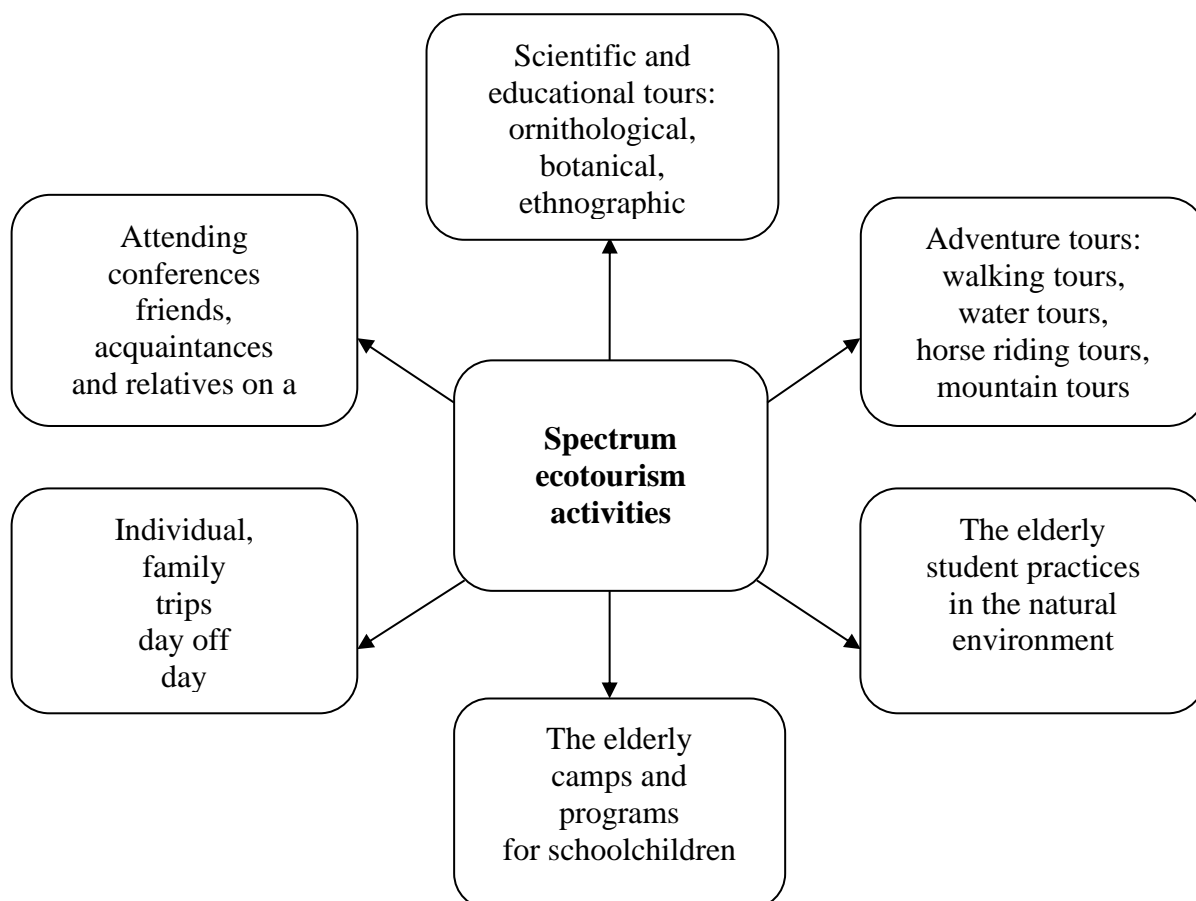 Scientific and
educational tours:
ornithological,
botanical,
ethnographic
Attending
conferences
friends,
acquaintances
and relatives on a
Adventure tours:
walking tours,
water tours,
horse riding tours,
mountain tours
Spectrum
ecotourism
activities
Individual,
family
trips
day off
day
The elderly
student practices
in the natural
environment
The elderly
camps and
programs
for schoolchildren